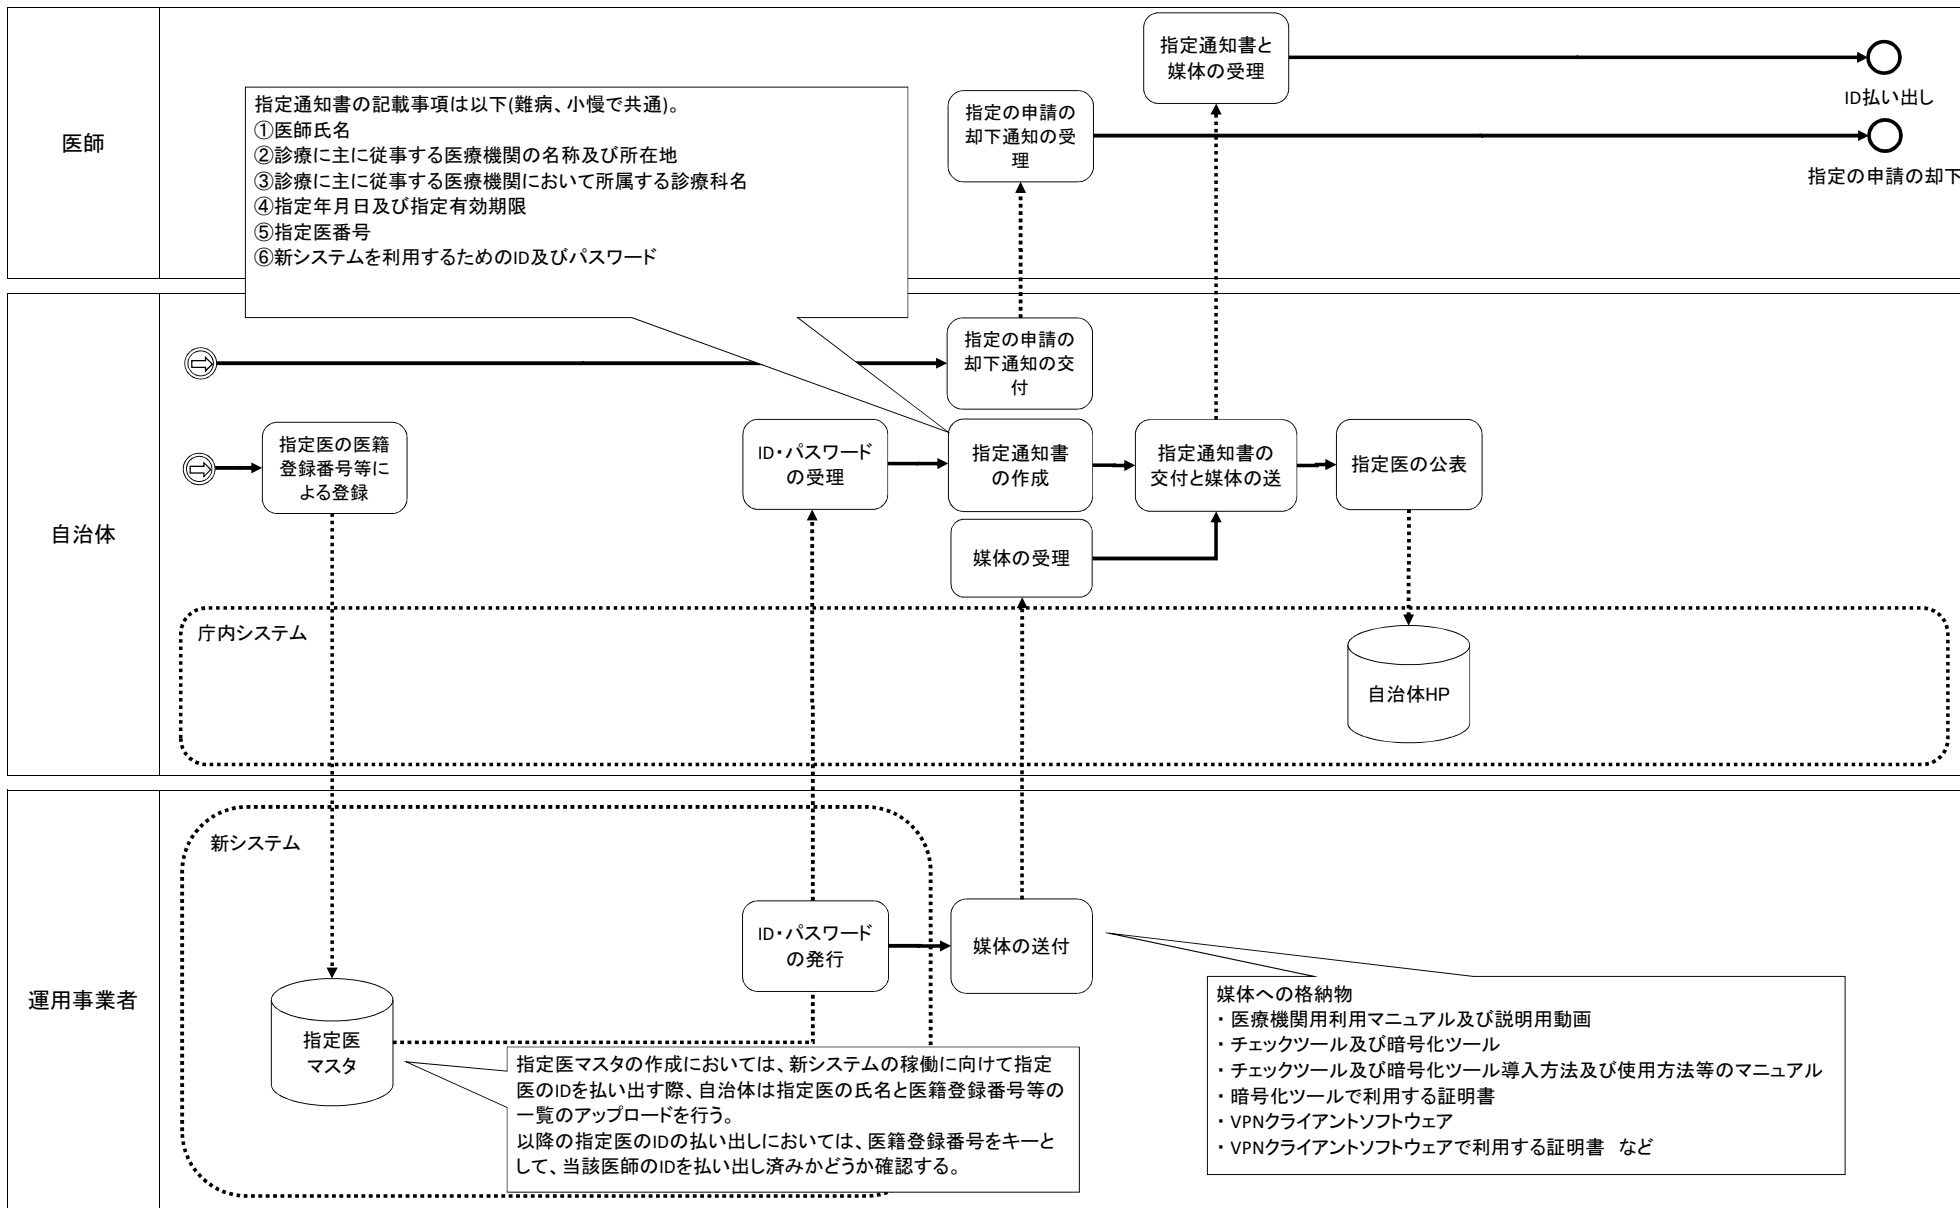 医師
指定通知書と
媒体の受理
ID払い出し
指定の申請の
却下通知の受
理
指定の申請の却下
指定通知書の記載事項は以下(難病、小慢で共通)。
①医師氏名
②診療に主に従事する医療機関の名称及び所在地
③診療に主に従事する医療機関において所属する診療科名
④指定年月日及び指定有効期限
⑤指定医番号
⑥新システムを利用するためのID及びパスワード
自治体
指定の申請の
却下通知の交
付
指定医の医籍
登録番号等に
よる登録
ID・パスワード
の受理
指定通知書
の作成
指定通知書の
交付と媒体の送
指定医の公表
媒体の受理
庁内システム
自治体HP
運用事業者
新システム
ID・パスワード
の発行
媒体の送付
指定医
マスタ
指定医マスタの作成においては、新システムの稼働に向けて指定
医のIDを払い出す際、自治体は指定医の氏名と医籍登録番号等の
一覧のアップロードを行う。
以降の指定医のIDの払い出しにおいては、医籍登録番号をキーと
して、当該医師のIDを払い出し済みかどうか確認する。
媒体への格納物
・医療機関用利用マニュアル及び説明用動画
・チェックツール及び暗号化ツール
・チェックツール及び暗号化ツール導入方法及び使用方法等のマニュアル
・暗号化ツールで利用する証明書
・VPNクライアントソフトウェア
・VPNクライアントソフトウェアで利用する証明書　など